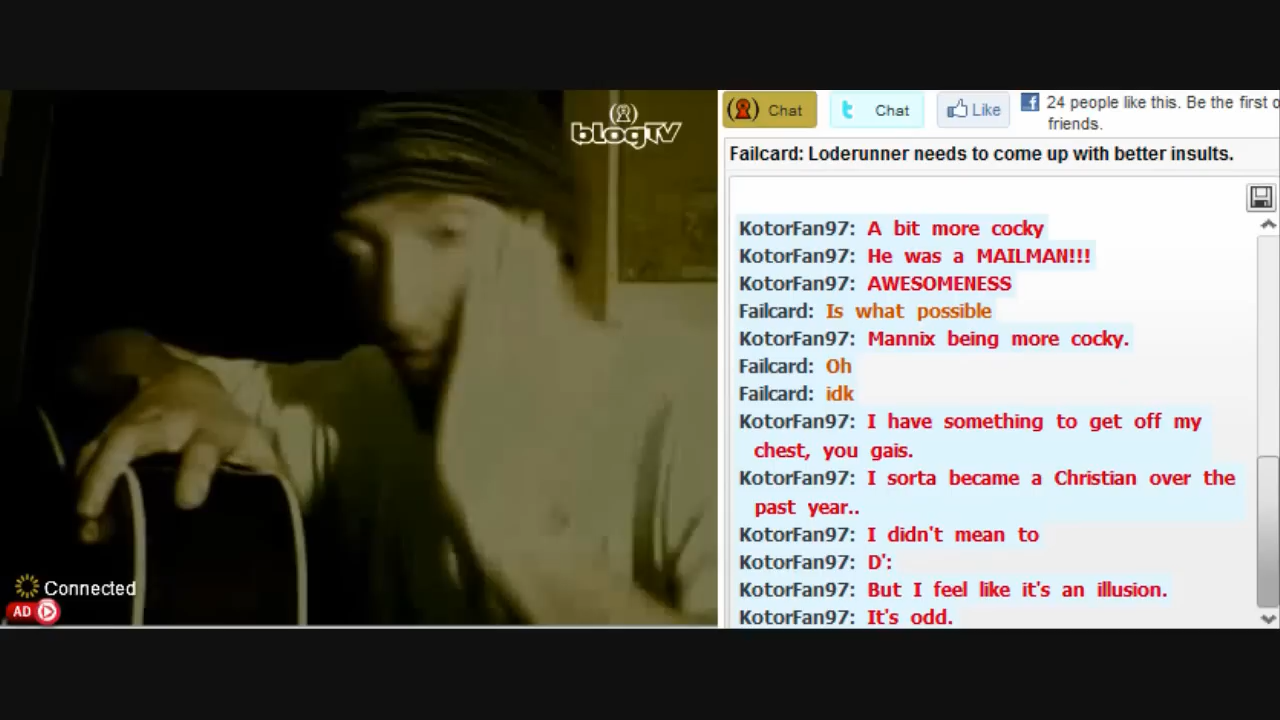 blogTV
Connected
AD
Chat
Chat
Like
24 people like this. Be the first o
friends.
Failcard: Loderunner needs to come up with better insults.
KotorFan97: A bit more cocky
KotorFan97: He was a MAILMAN!!!
KotorFan97: AWESOMENESS
Failcard: Is what possible
KotorFan97: Mannix being more cocky.
Failcard: Oh
Failcard: idk
KotorFan97: I have something to get off my
chest, you gais.
KotorFan97: I sorta became a Christian over the
past year..
KotorFan97: I didn't mean to
KotorFan97: D':
KotorFan97: But I feel like it's an illusion.
KotorFan97: It's odd.